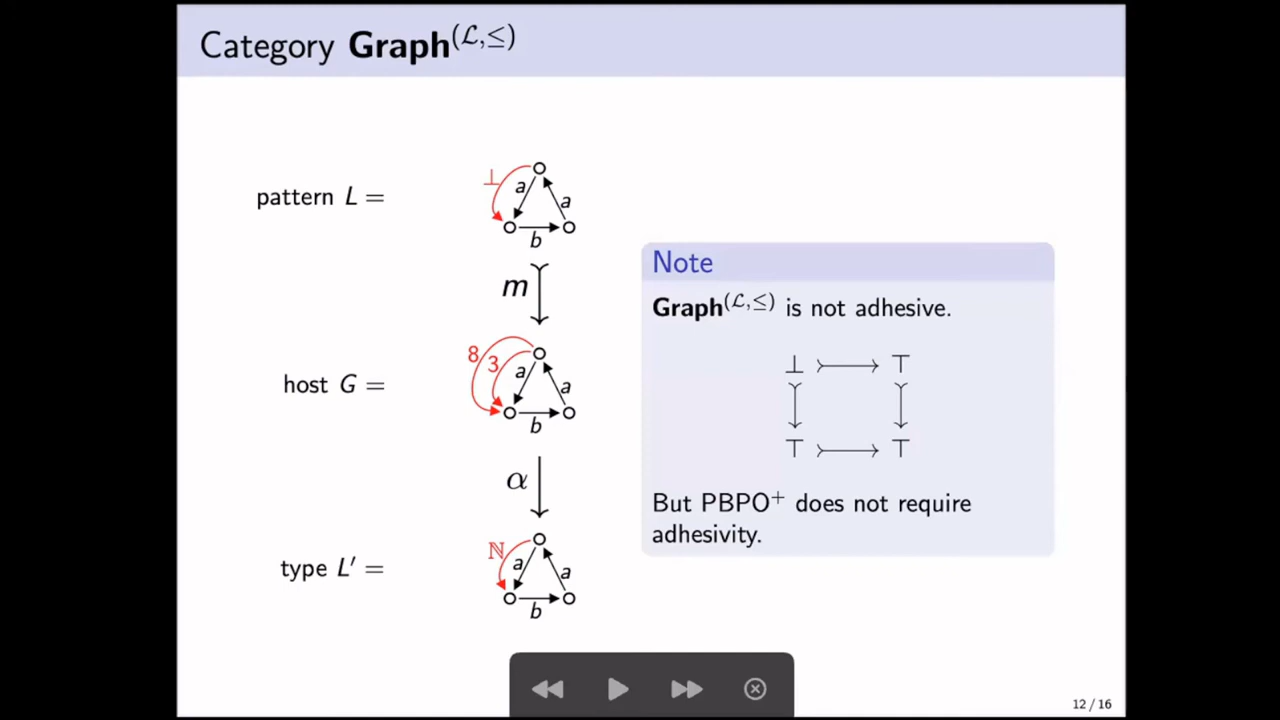 Category Graph^(ℒ,≤)
pattern L =
⊥
a
a
b
m
host G =
8
3
a
a
b
α
type L′ =
ℕ
a
a
b
Note
Graph^(ℒ,≤) is not adhesive.
⊥ ⊤
⊤ ⊤
But PBPO⁺ does not require
adhesivity.
12 / 16